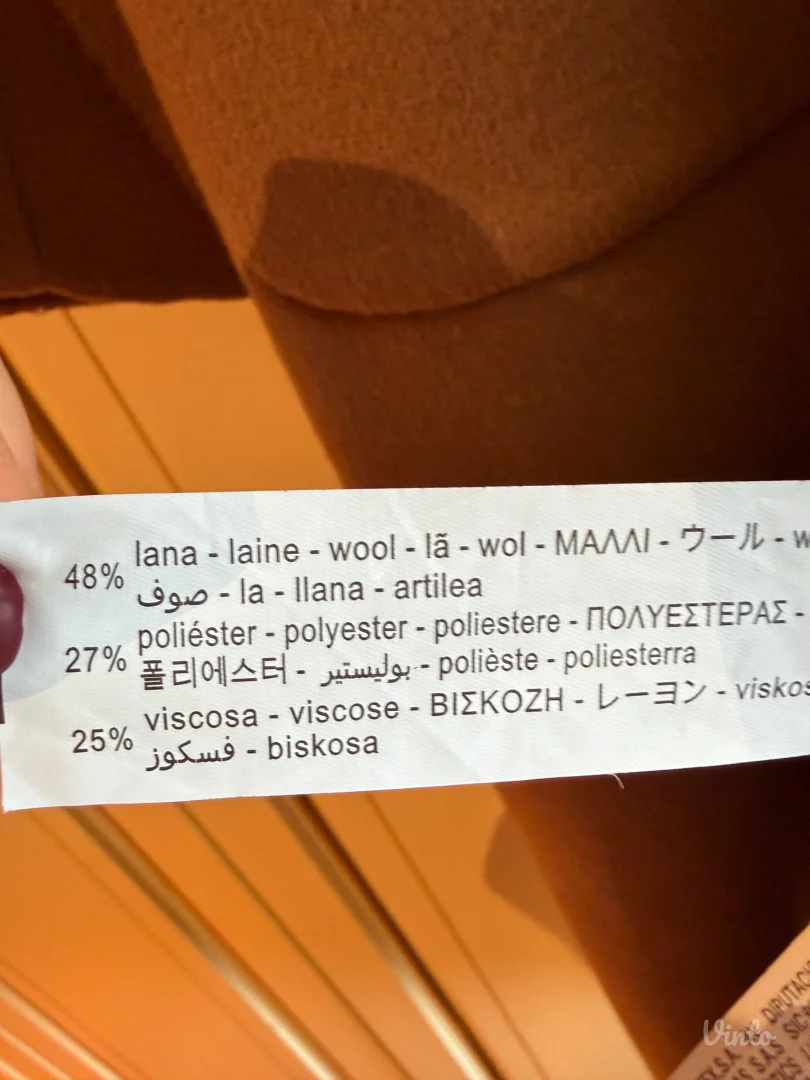 48% lana - laine - wool - lã - wol - ΜΑΛΛΙ - ウール -
صوف - la - llana - artilea
27% poliéster - polyester - poliestere - ΠΟΛΥΕΣΤΕΡΑΣ -
폴리에스터 - بوليستير - polièste - poliesterra
25% viscosa - viscose - ΒΙΣΚΟΖΗ - レーヨン -
فسكوز - biskosa
Vinto